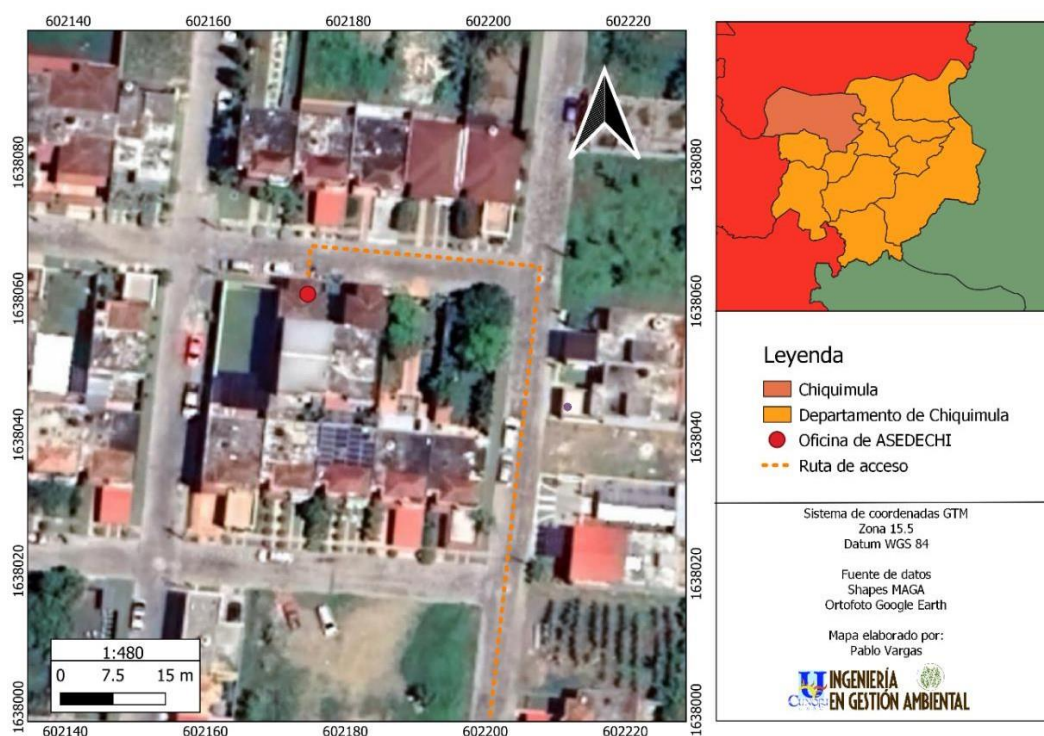 602140 602160 602180 602200 602220
1638080
1638060
1638040
1638020
1638000
1638080
1638060
1638040
1638020
1638000
1:480
0 7.5 15 m
602140 602160 602180 602200 602220
Leyenda
Chiquimula
Departamento de Chiquimula
Oficina de ASEDECHI
Ruta de acceso
Sistema de coordenadas GTM
Zona 15.5
Datum WGS 84
Fuente de datos
Shapes MAGA
Ortofoto Google Earth
Mapa elaborado por:
Pablo Vargas
U
CUNORI
INGENIERÍA
EN GESTIÓN AMBIENTAL